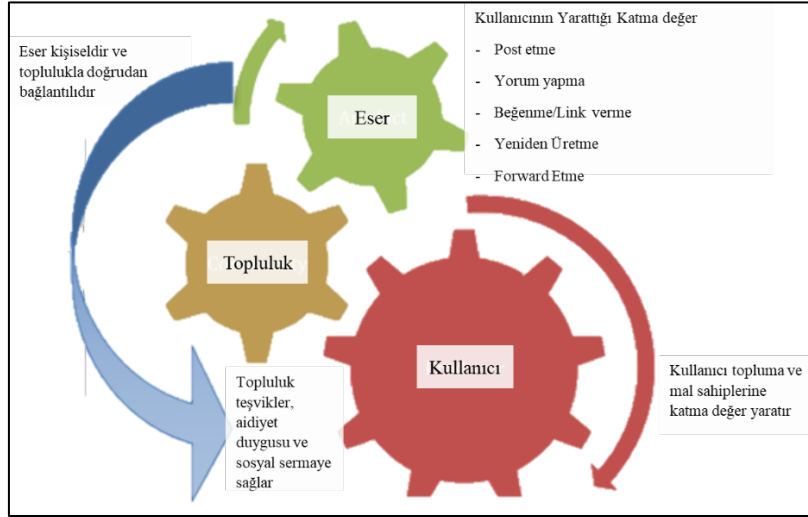 Kullanıcının Yarattığı Katma değer
- Post etme
- Yorum yapma
- Beğenme/Link verme
- Yeniden Üretme
- Forward Etme
Eser kişiseldir ve
toplulukla doğrudan
bağlantılıdır
Eser
Topluluk
Kullanıcı
Topluluk
teşvikler,
aidiyet
duygusu ve
sosyal sermaye
sağlar
Kullanıcı topluma ve
mal sahiplerine
katma değer yaratır